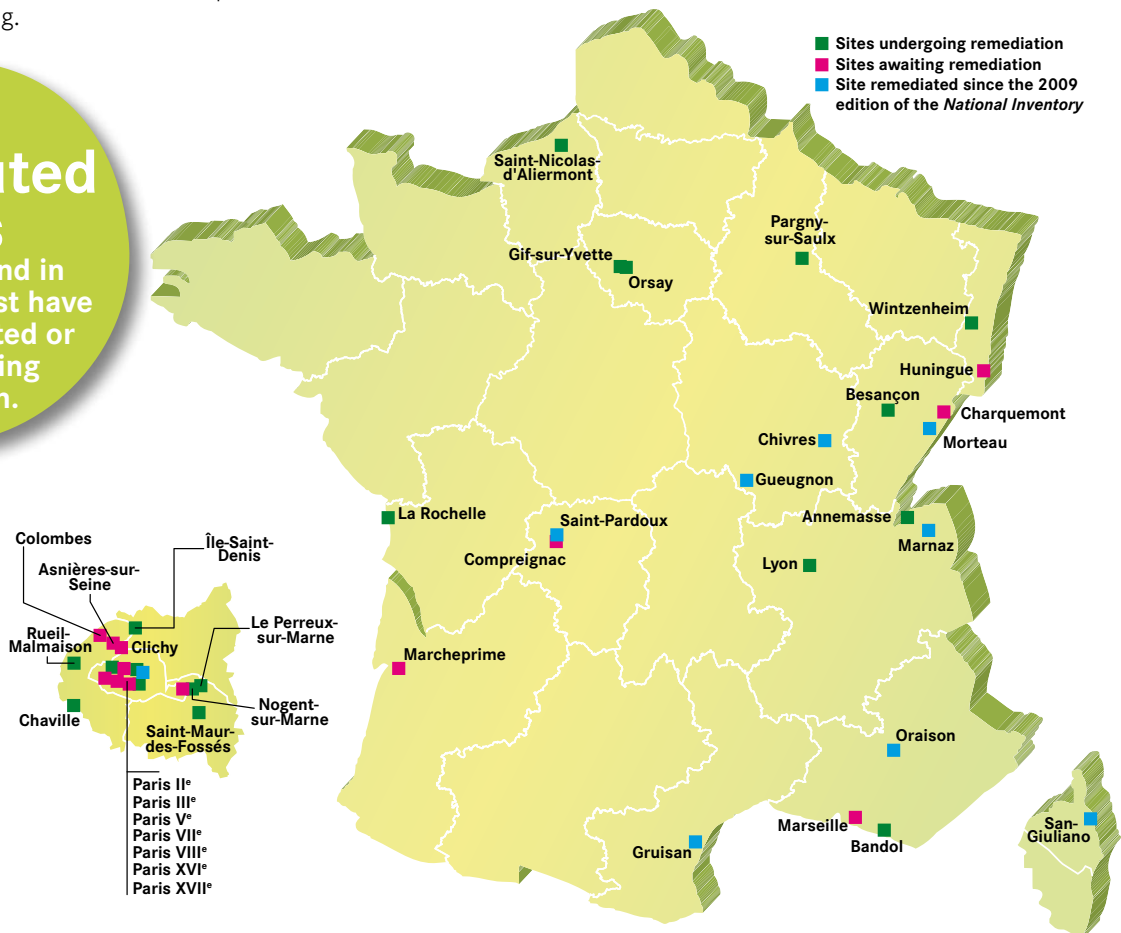 g.
uted
s
nd in
st have
ted or
ing
n.
Sites undergoing remediation
Sites awaiting remediation
Site remediated since the 2009
edition of the National Inventory
Saint-Nicolas-
d'Aliermont
Pargny-
sur-Saulx
Gif-sur-Yvette
Orsay
Wintzenheim
Huningue
Besançon
Charquemont
Morteau
Chivres
Gueugnon
La Rochelle
Saint-Pardoux
Compreignac
Annemasse
Marnaz
Lyon
Marcheprime
Oraison
Marseille
Bandol
Gruisan
San-
Giuliano
Colombes
Île-Saint-
Denis
Asnières-sur-
Seine
Le Perreux-
sur-Marne
Rueil-
Malmaison
Clichy
Chaville
Nogent-
sur-Marne
Saint-Maur-
des-Fossés
Paris IIᵉ
Paris IIIᵉ
Paris Vᵉ
Paris VIIᵉ
Paris VIIIᵉ
Paris XVIᵉ
Paris XVIIᵉ